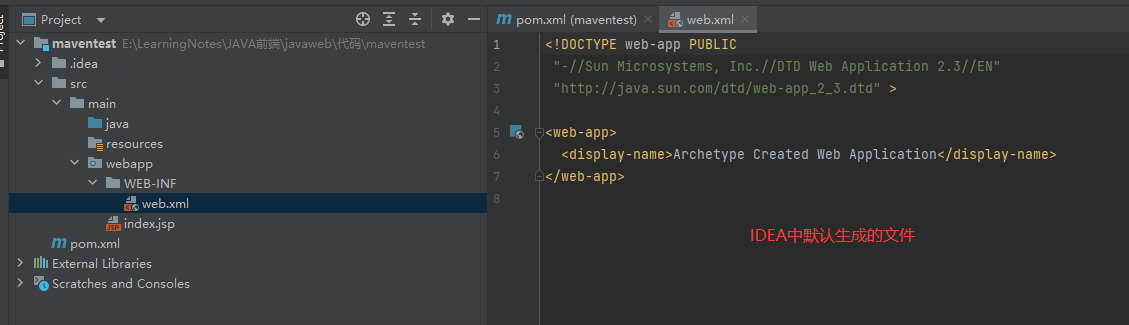 Project
Project
maventest E:\LearningNotes\JAVA前端\javaweb\代码\maventest
.idea
src
main
java
resources
webapp
WEB-INF
web.xml
index.jsp
pom.xml
External Libraries
Scratches and Consoles
pom.xml (maventest)
web.xml
1 <!DOCTYPE web-app PUBLIC
2 "-//Sun Microsystems, Inc.//DTD Web Application 2.3//EN"
3 "http://java.sun.com/dtd/web-app_2_3.dtd" >
4
5 <web-app>
6 <display-name>Archetype Created Web Application</display-name>
7 </web-app>
8
IDEA中默认生成的文件